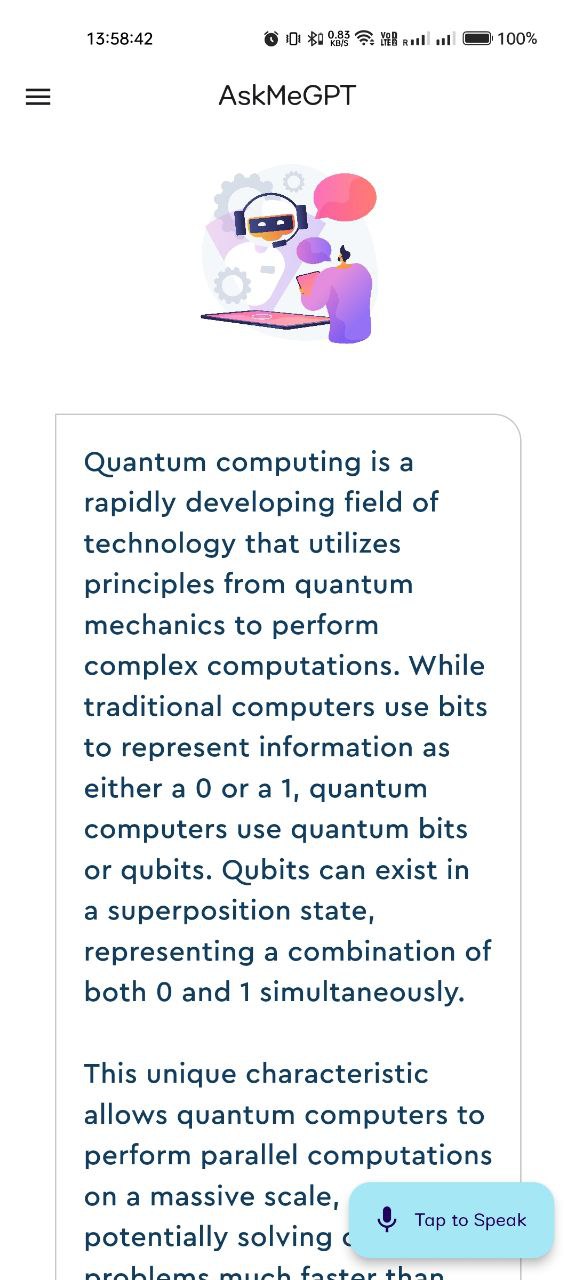 13:58:42
0.83 KB/S
VoD LTE R
100%
AskMeGPT
Quantum computing is a
rapidly developing field of
technology that utilizes
principles from quantum
mechanics to perform
complex computations. While
traditional computers use bits
to represent information as
either a 0 or a 1, quantum
computers use quantum bits
or qubits. Qubits can exist in
a superposition state,
representing a combination of
both 0 and 1 simultaneously.
This unique characteristic
allows quantum computers to
perform parallel computations
on a massive scale,
potentially solving
Tap to Speak
problems much faster than